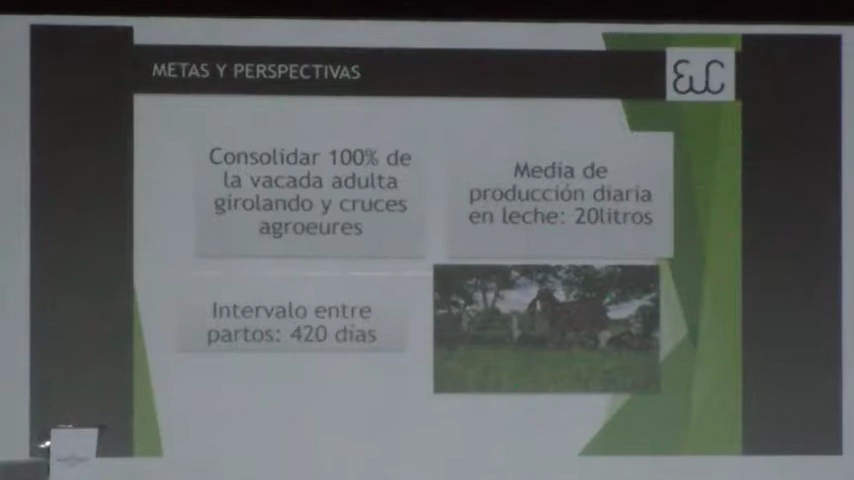 METAS Y PERSPECTIVAS
Consolidar 100% de
la vacada adulta
girolando y cruces
agroeures
Media de
producción diaria
en leche: 20litros
Intervalo entre
partos: 420 días